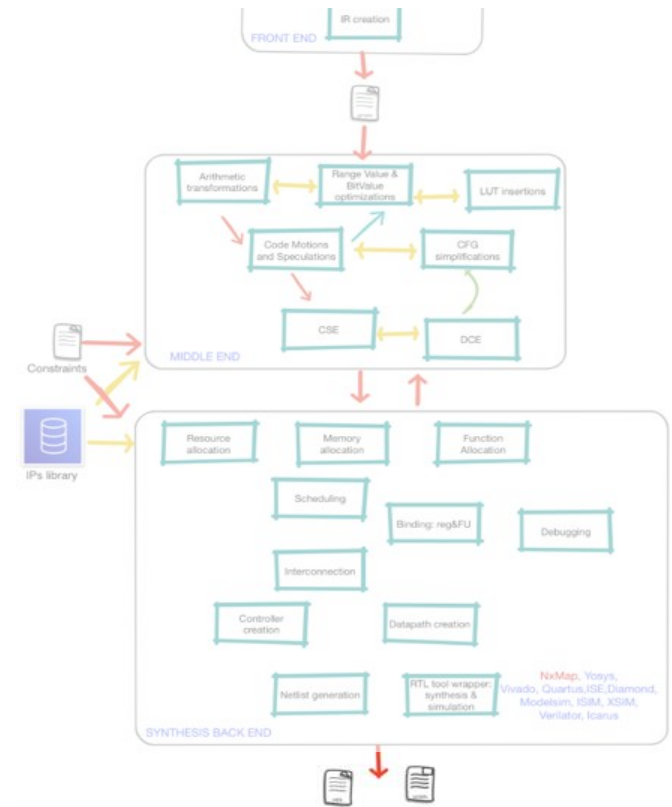 IR creation
FRONT END
Arithmetic
transformations
Range Value &
BitValue
optimizations
LUT insertions
Code Motions
and Speculations
CFG
simplifications
CSE
DCE
MIDDLE END
Constraints
IPs library
Resource
allocation
Memory
allocation
Function
Allocation
Scheduling
Binding: reg&FU
Debugging
Interconnection
Controller
creation
Datapath creation
Netlist generation
RTL tool wrapper:
synthesis &
simulation
NxMap, Yosys,
Vivado, Quartus,ISE,Diamond,
Modelsim, ISIM, XSIM,
Verilator, Icarus
SYNTHESIS BACK END